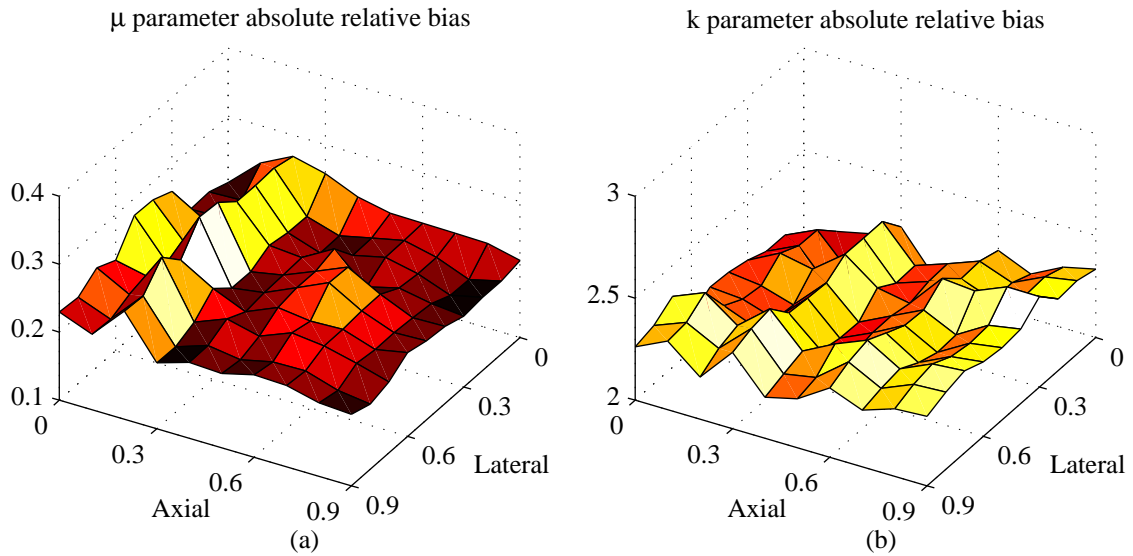 μ parameter absolute relative bias
0.4
0.3
0.2
0.1
0
0.3
0.6
0.9
Axial
0
0.3
0.6
0.9
Lateral
(a)
k parameter absolute relative bias
3
2.5
2
0
0.3
0.6
0.9
Axial
0
0.3
0.6
0.9
Lateral
(b)